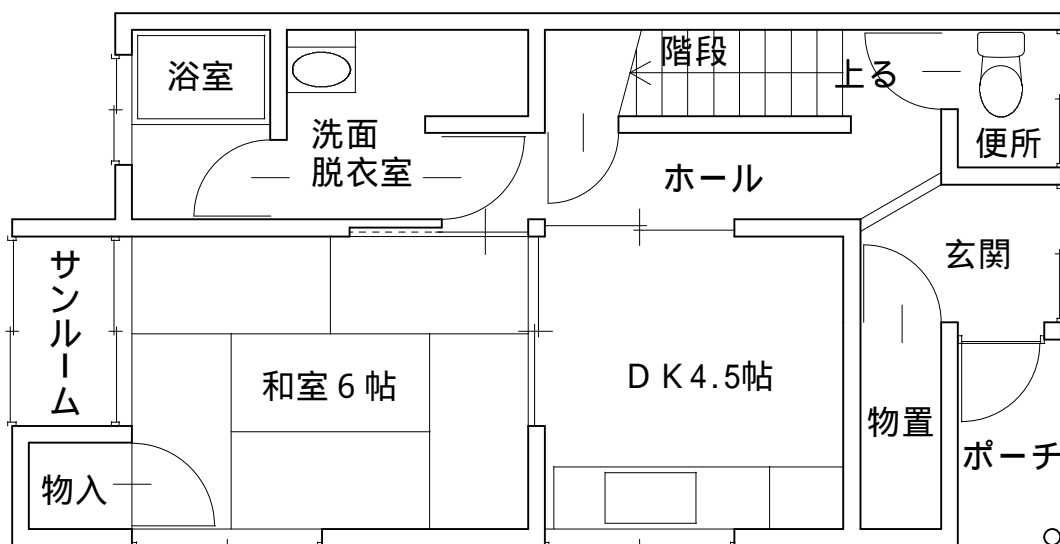 浴室
洗面
脱衣室
階段
上る
便所
ホール
玄関
サンルーム
和室6帖
DK4.5帖
物置
物入
ポーチ